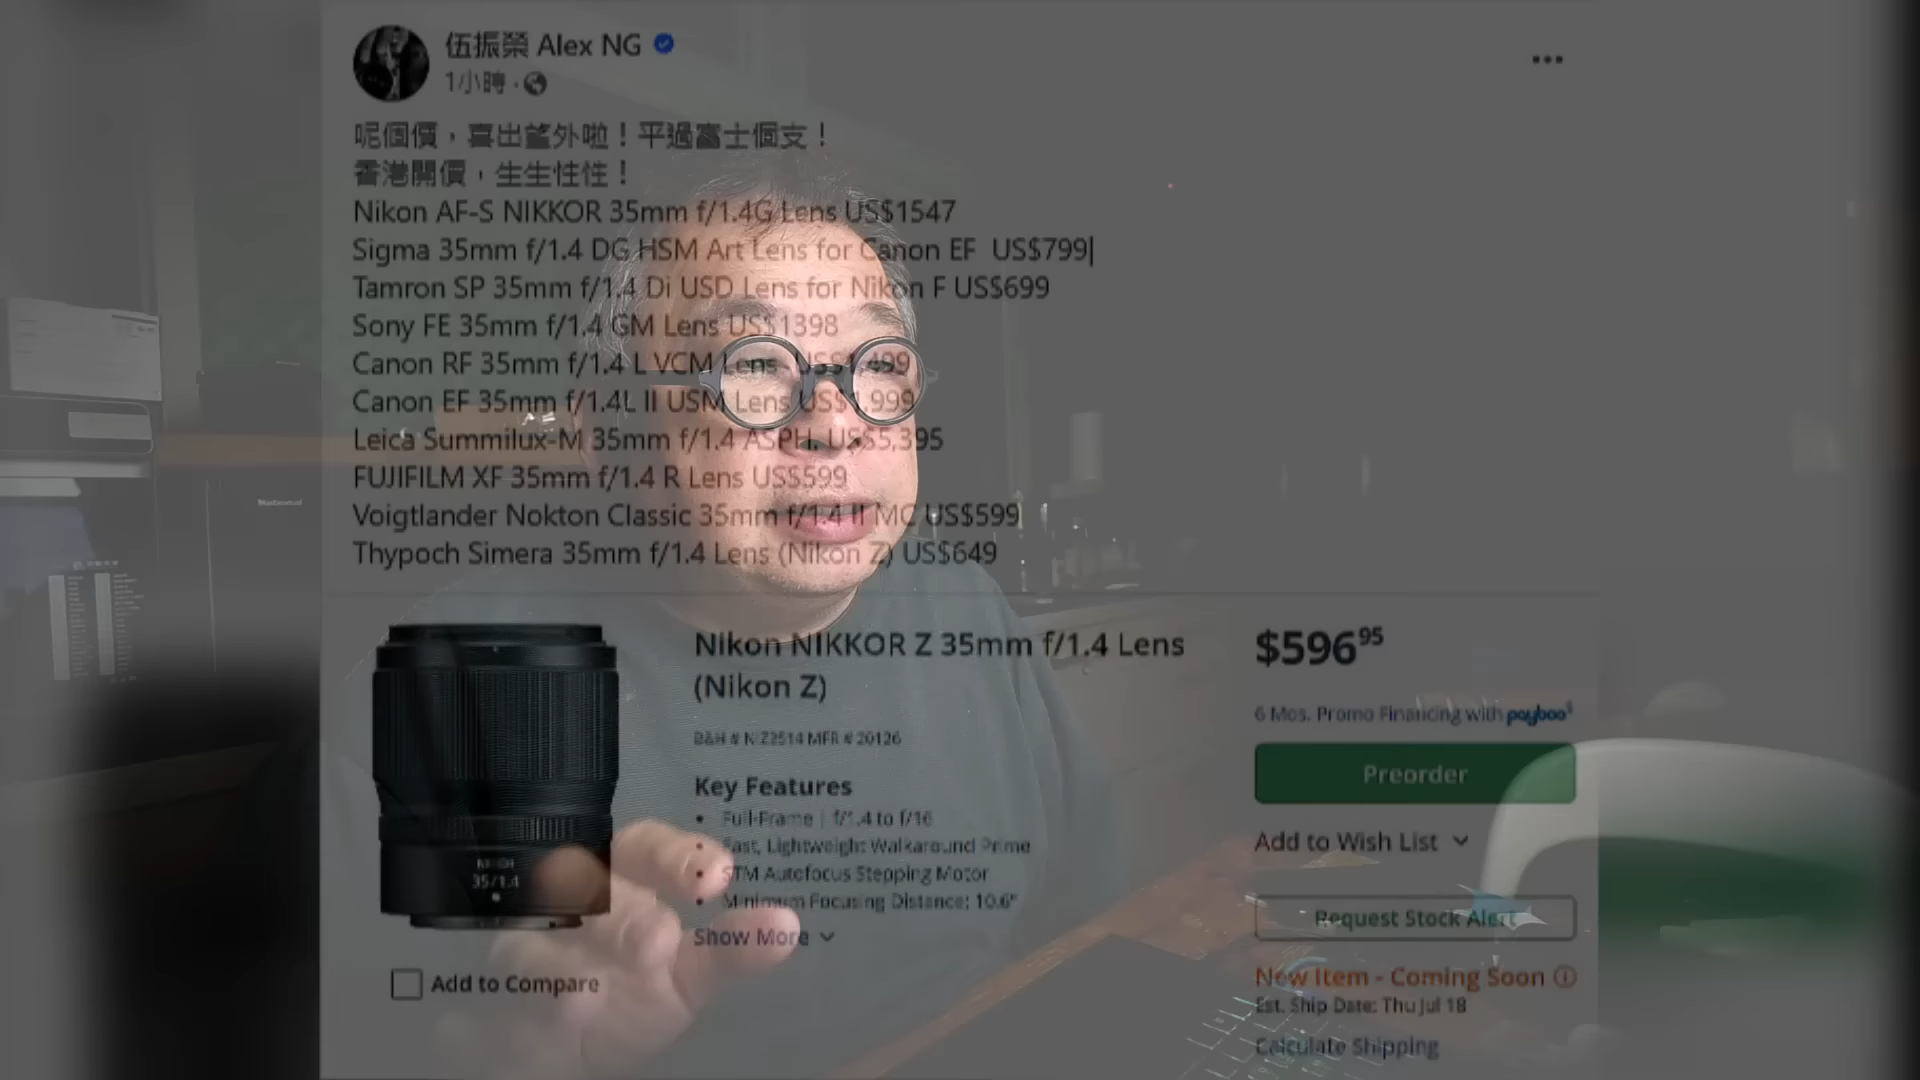 伍振榮 Alex NG
1小時 ·
呢個價，喜出望外啦！平過富士個支！
香港開價，生生性性！
Nikon AF-S NIKKOR 35mm f/1.4G Lens US$1547
Sigma 35mm f/1.4 DG HSM Art Lens for Canon EF US$799
Tamron SP 35mm f/1.4 Di USD Lens for Nikon F US$699
Sony FE 35mm f/1.4 GM Lens US$1398
Canon RF 35mm f/1.4 L VCM Lens US$1,499
Canon EF 35mm f/1.4L II USM Lens US$1,999
Leica Summilux-M 35mm f/1.4 ASPH. US$5,395
FUJIFILM XF 35mm f/1.4 R Lens US$599
Voigtlander Nokton Classic 35mm f/1.4 II MC US$599
Thypoch Simera 35mm f/1.4 Lens (Nikon Z) US$649
Nikon NIKKOR Z 35mm f/1.4 Lens
(Nikon Z)
B&H # NIZ3514 MFR # 20126
Key Features
• Full-Frame | f/1.4 to f/16
• Fast, Lightweight Walkaround Prime
• STM Autofocus Stepping Motor
• Minimum Focusing Distance: 10.6"
Show More
35/1.4
Add to Compare
$596.95
6 Mos. Promo Financing with payboo
Preorder
Add to Wish List
Request Stock Alert
New Item - Coming Soon
Est. Ship Date: Thu Jul 18
Calculate Shipping